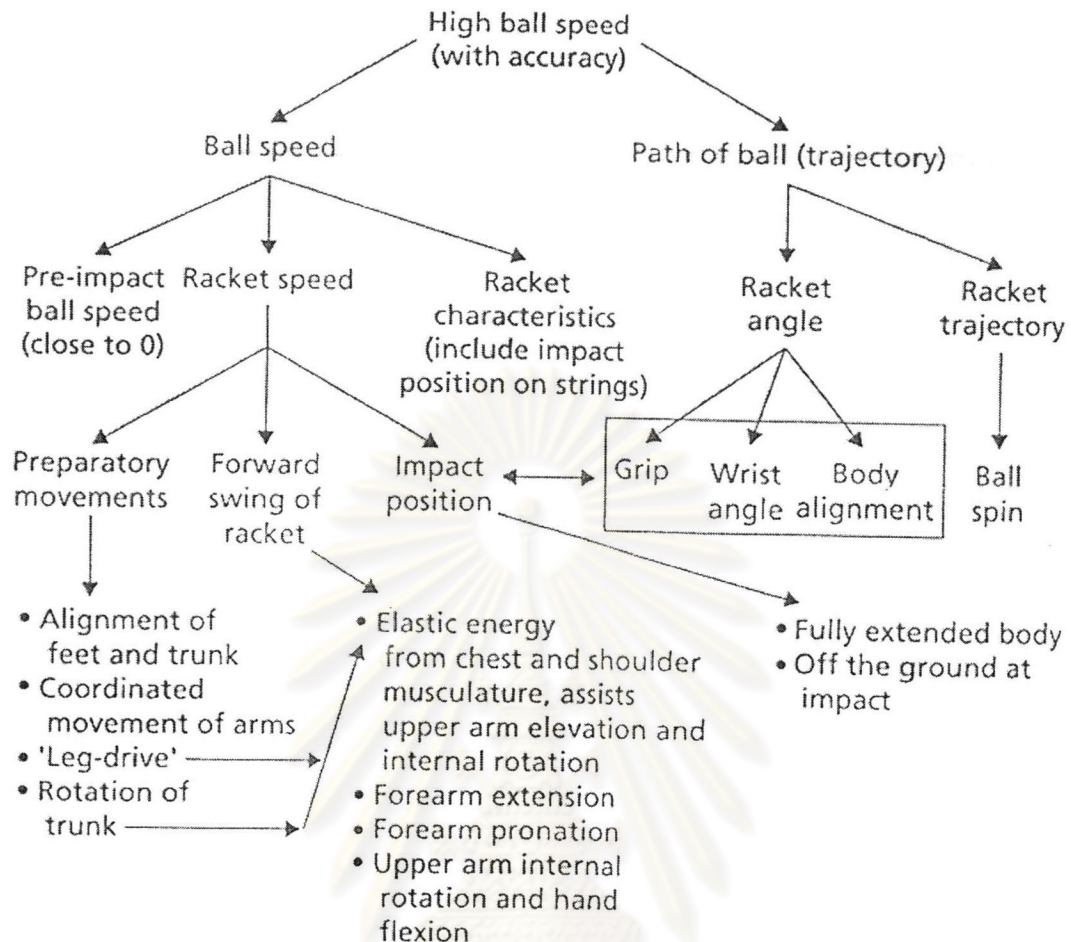 High ball speed
(with accuracy)
Ball speed
Path of ball (trajectory)
Pre-impact
ball speed
(close to 0)
Racket speed
Racket
characteristics
(include impact
position on strings)
Racket
angle
Racket
trajectory
Preparatory
movements
Forward
swing of
racket
Impact
position
Grip
Wrist
angle
Body
alignment
Ball
spin
• Alignment of
feet and trunk
• Coordinated
movement of arms
• 'Leg-drive'
• Rotation of
trunk
• Elastic energy
from chest and shoulder
musculature, assists
upper arm elevation and
internal rotation
• Forearm extension
• Forearm pronation
• Upper arm internal
rotation and hand
flexion
• Fully extended body
• Off the ground at
impact